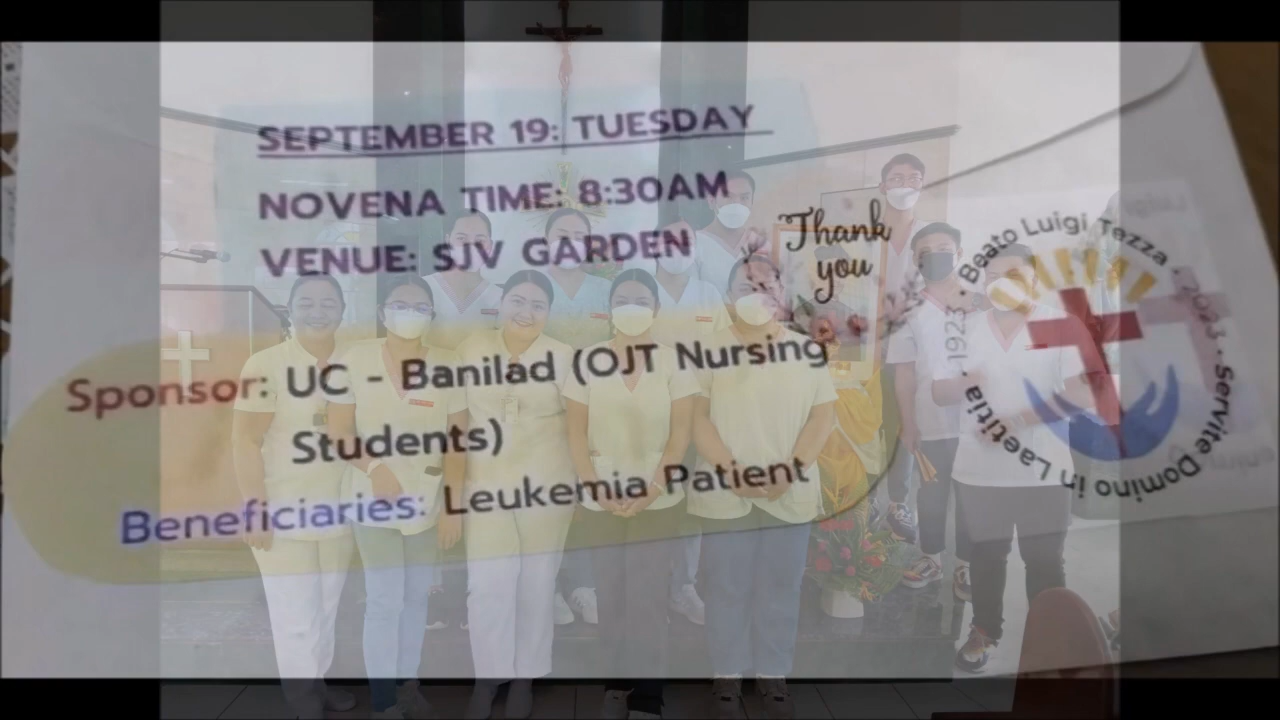 SEPTEMBER 19: TUESDAY
NOVENA TIME: 8:30AM
VENUE: SJV GARDEN
Thank
you
Sponsor: UC - Banilad (OJT Nursing
Students)
Beneficiaries: Leukemia Patient
1923 · Beato Luigi Tezza · 2023 · Servite Domino in Laetitia ·